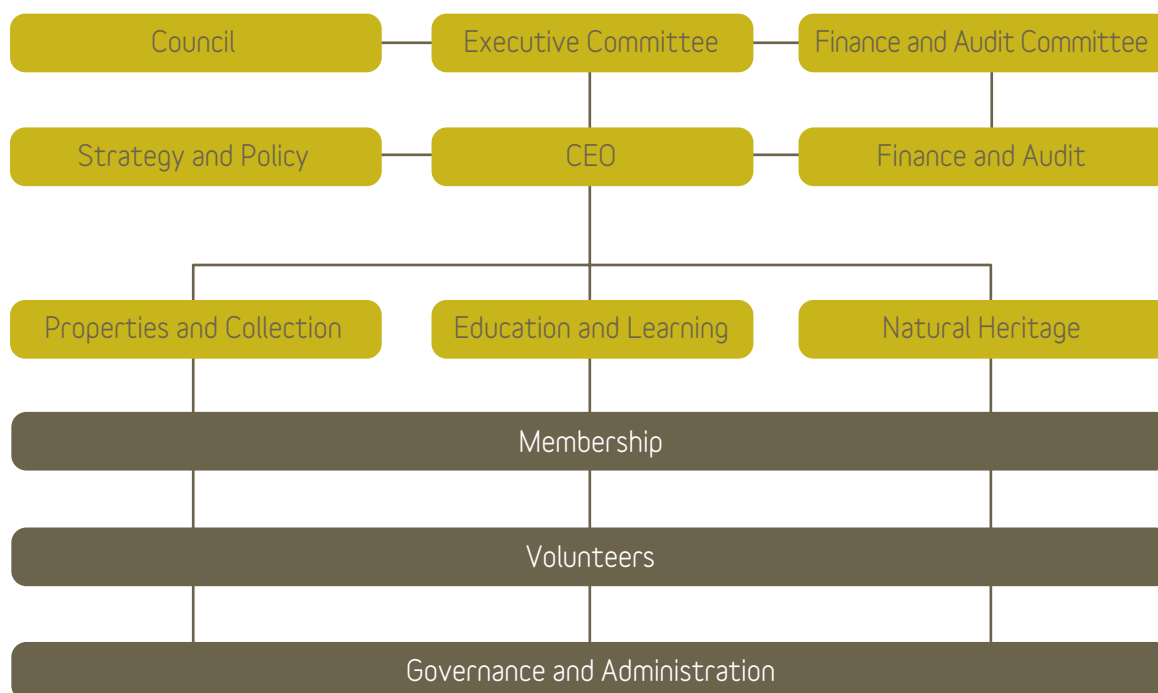 Council
Executive Committee
Finance and Audit Committee
Strategy and Policy
CEO
Finance and Audit
Properties and Collection
Education and Learning
Natural Heritage
Membership
Volunteers
Governance and Administration